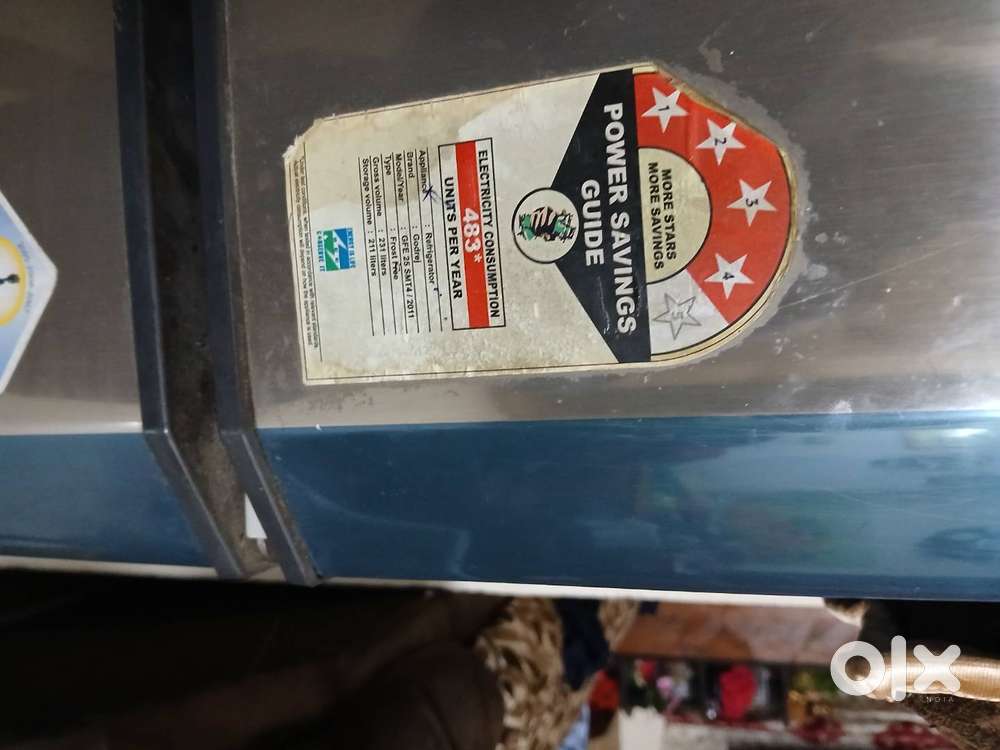 1 2 3 4 5
MORE STARS
MORE SAVINGS
POWER SAVINGS
GUIDE
ELECTRICITY CONSUMPTION
483*
UNITS PER YEAR
Appliance : Refrigerator
Brand : Godrej
Model/Year : GFE 25 SMT4 / 2011
Type : Frost Free
Gross volume : 231 liters
Storage volume : 211 liters
olx
INDIA